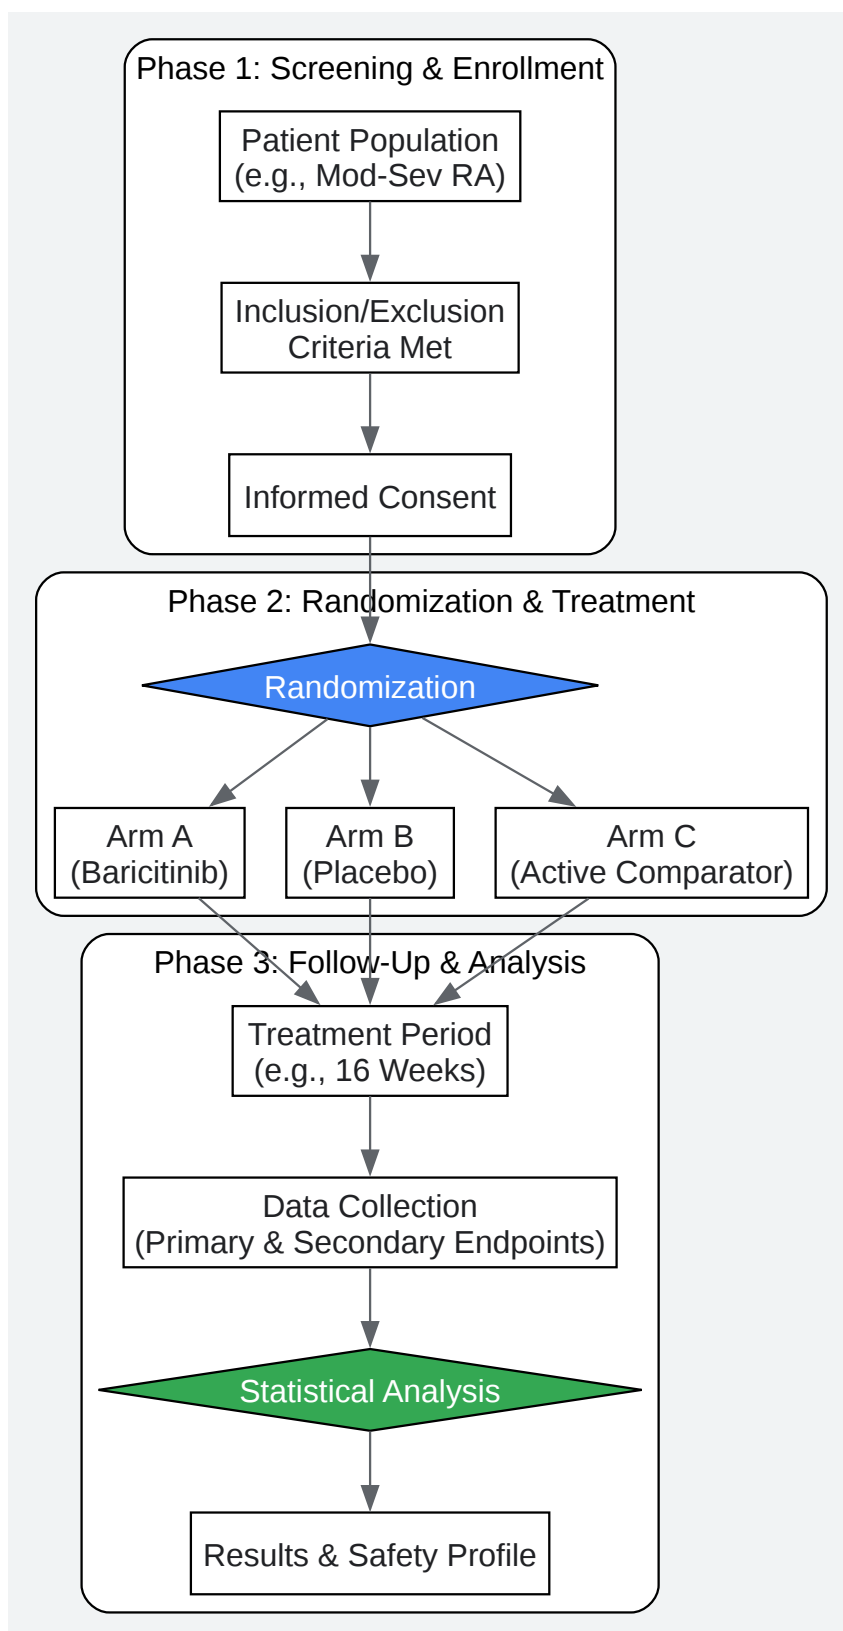 Phase 1: Screening & Enrollment
Patient Population
(e.g., Mod-Sev RA)
Inclusion/Exclusion
Criteria Met
Informed Consent
Phase 2: Randomization & Treatment
Randomization
Arm A
(Baricitinib)
Arm B
(Placebo)
Arm C
(Active Comparator)
Phase 3: Follow-Up & Analysis
Treatment Period
(e.g., 16 Weeks)
Data Collection
(Primary & Secondary Endpoints)
Statistical Analysis
Results & Safety Profile